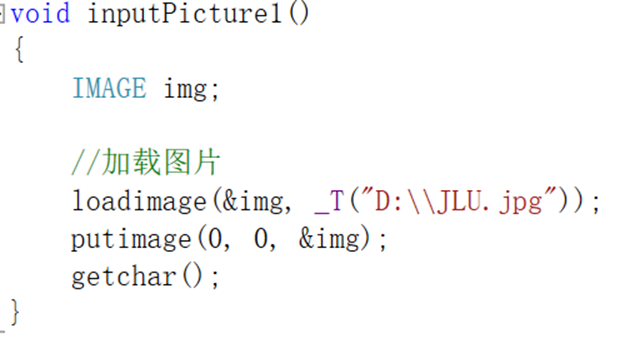 void inputPicture1()
{
IMAGE img;
//加载图片
loadimage(&img, _T("D:\\JLU.jpg"));
putimage(0, 0, &img);
getchar();
}